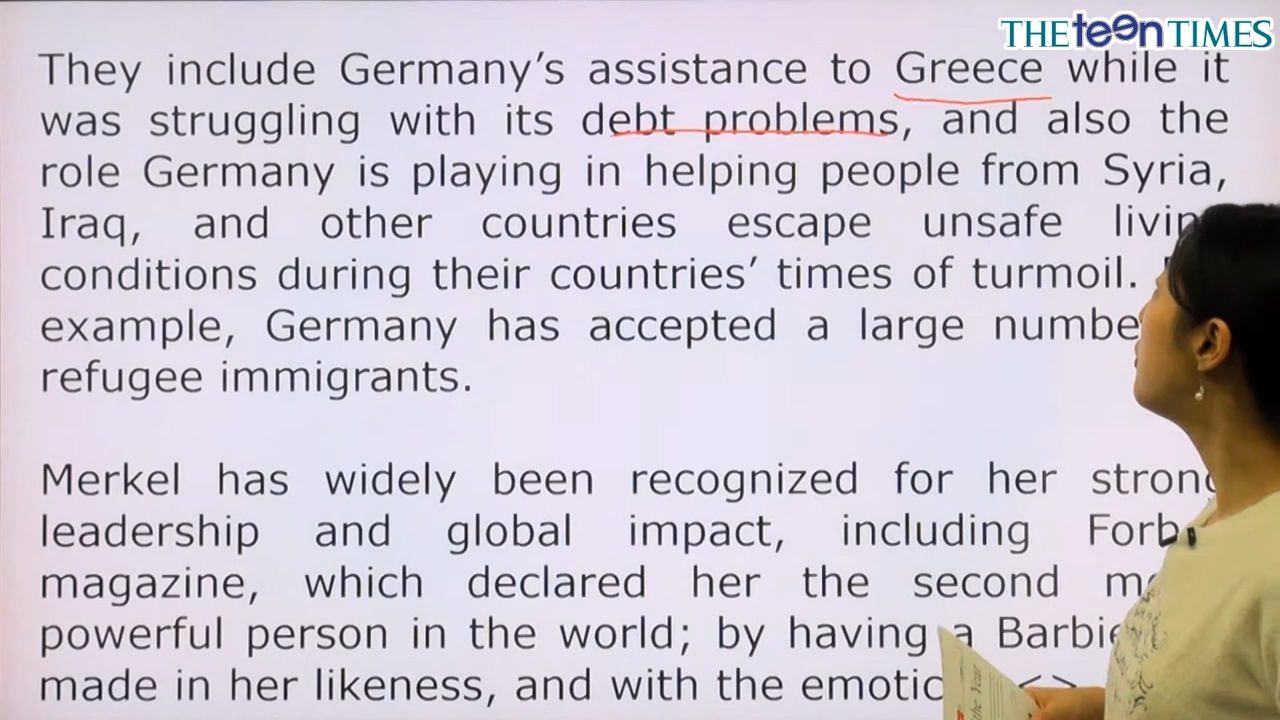 THE teen TIMES
They include Germany’s assistance to Greece while it
was struggling with its debt problems, and also the
role Germany is playing in helping people from Syria,
Iraq, and other countries escape unsafe
conditions during their countries’ times of turmoil.
example, Germany has accepted a large
refugee immigrants.
Merkel has widely been recognized for her
leadership and global impact, including
magazine, which declared her the second
powerful person in the world; by having a
made in her likeness, and with the